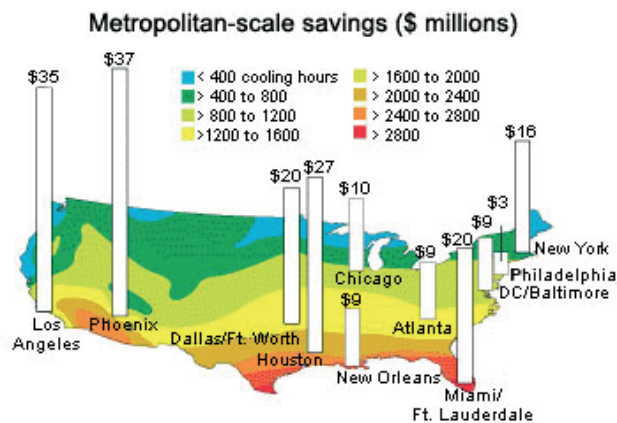 Metropolitan-scale savings ($ millions)
$35
$37
< 400 cooling hours
> 400 to 800
> 800 to 1200
>1200 to 1600
> 1600 to 2000
> 2000 to 2400
> 2400 to 2800
> 2800
$20
$27
$10
$9
$9
$20
$9
$3
$16
New York
Philadelphia
DC/Baltimore
Chicago
Atlanta
Los
Angeles
Phoenix
Dallas/Ft. Worth
Houston
New Orleans
Miami/
Ft. Lauderdale